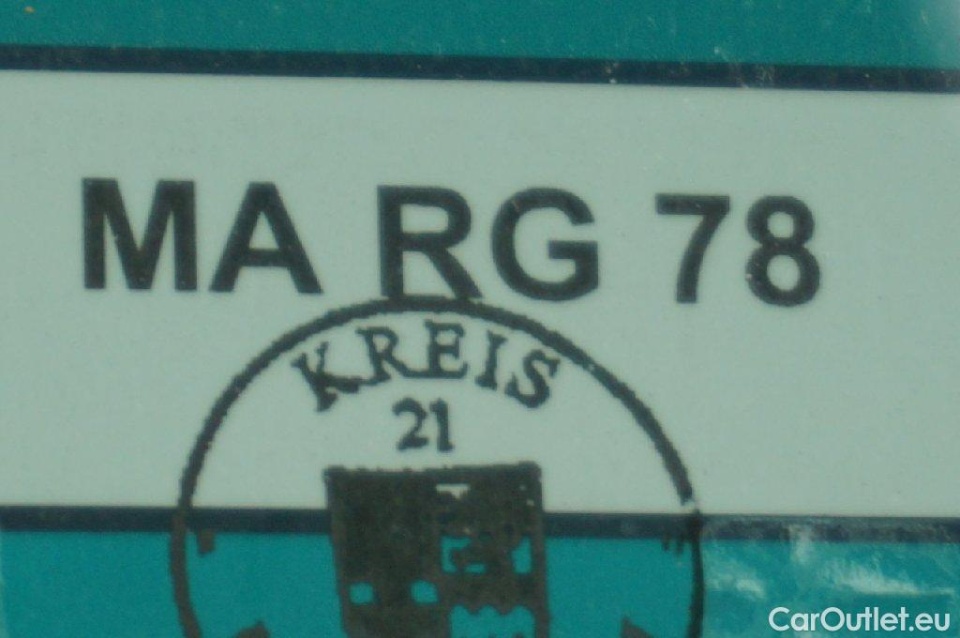 MA RG 78
KREIS
21
CarOutlet.eu